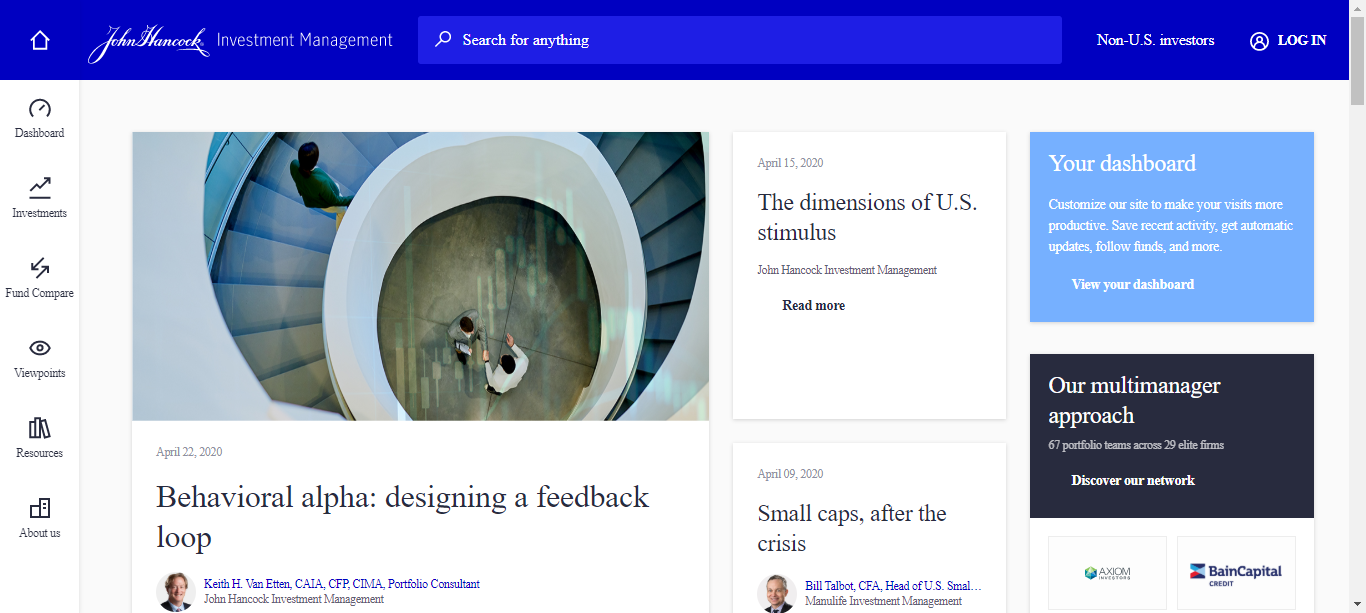 John Hancock Investment Management
Search for anything
Non-U.S. investors
LOG IN
Dashboard
Investments
Fund Compare
Viewpoints
Resources
About us
April 22, 2020
Behavioral alpha: designing a feedback
loop
Keith H. Van Etten, CAIA, CFP, CIMA, Portfolio Consultant
John Hancock Investment Management
April 15, 2020
The dimensions of U.S.
stimulus
John Hancock Investment Management
Read more
April 09, 2020
Small caps, after the
crisis
Bill Talbot, CFA, Head of U.S. Smal…
Manulife Investment Management
Your dashboard
Customize our site to make your visits more
productive. Save recent activity, get automatic
updates, follow funds, and more.
View your dashboard
Our multimanager
approach
67 portfolio teams across 29 elite firms
Discover our network
AXIOM
INVESTORS
BainCapital
CREDIT